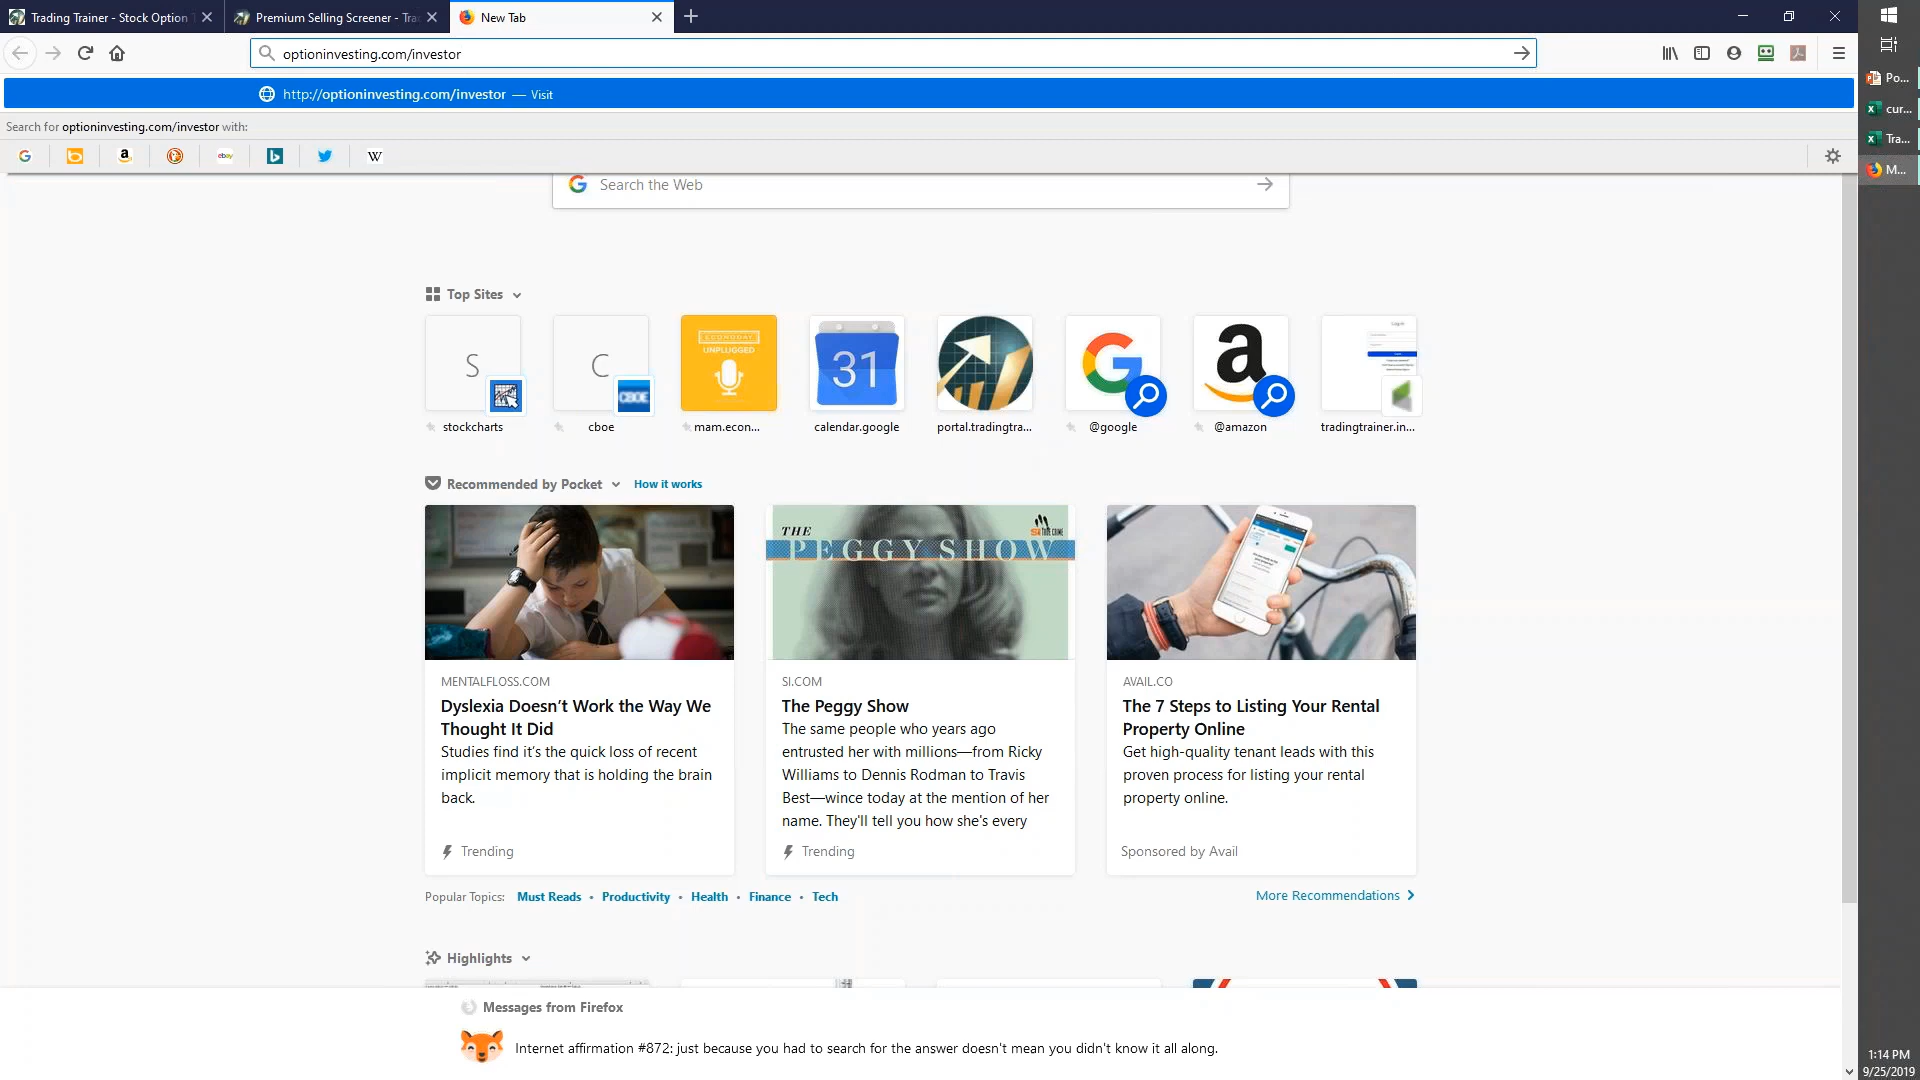 Trading Trainer - Stock Option T
Premium Selling Screener - Tra
New Tab
optioninvesting.com/investor
http://optioninvesting.com/investor — Visit
Search for optioninvesting.com/investor with:
a
ebay
b
W
Search the Web
Top Sites
S
C
CBOE
ECONODAY
UNPLUGGED
31
G
a
Log in
stockcharts
cboe
mam.econ...
calendar.google
portal.tradingtra...
@google
@amazon
tradingtrainer.in...
Recommended by Pocket
How it works
THE
PEGGY SHOW
SI TRUE CRIME
MENTALFLOSS.COM
Dyslexia Doesn’t Work the Way We
Thought It Did
Studies find it’s the quick loss of recent
implicit memory that is holding the brain
back.
Trending
SI.COM
The Peggy Show
The same people who years ago
entrusted her with millions—from Ricky
Williams to Dennis Rodman to Travis
Best—wince today at the mention of her
name. They'll tell you how she's every
Trending
AVAIL.CO
The 7 Steps to Listing Your Rental
Property Online
Get high-quality tenant leads with this
proven process for listing your rental
property online.
Sponsored by Avail
Popular Topics: Must Reads • Productivity • Health • Finance • Tech
More Recommendations
Highlights
Messages from Firefox
Internet affirmation #872: just because you had to search for the answer doesn't mean you didn't know it all along.
Po...
cur...
Tra...
M...
1:14 PM
9/25/2019